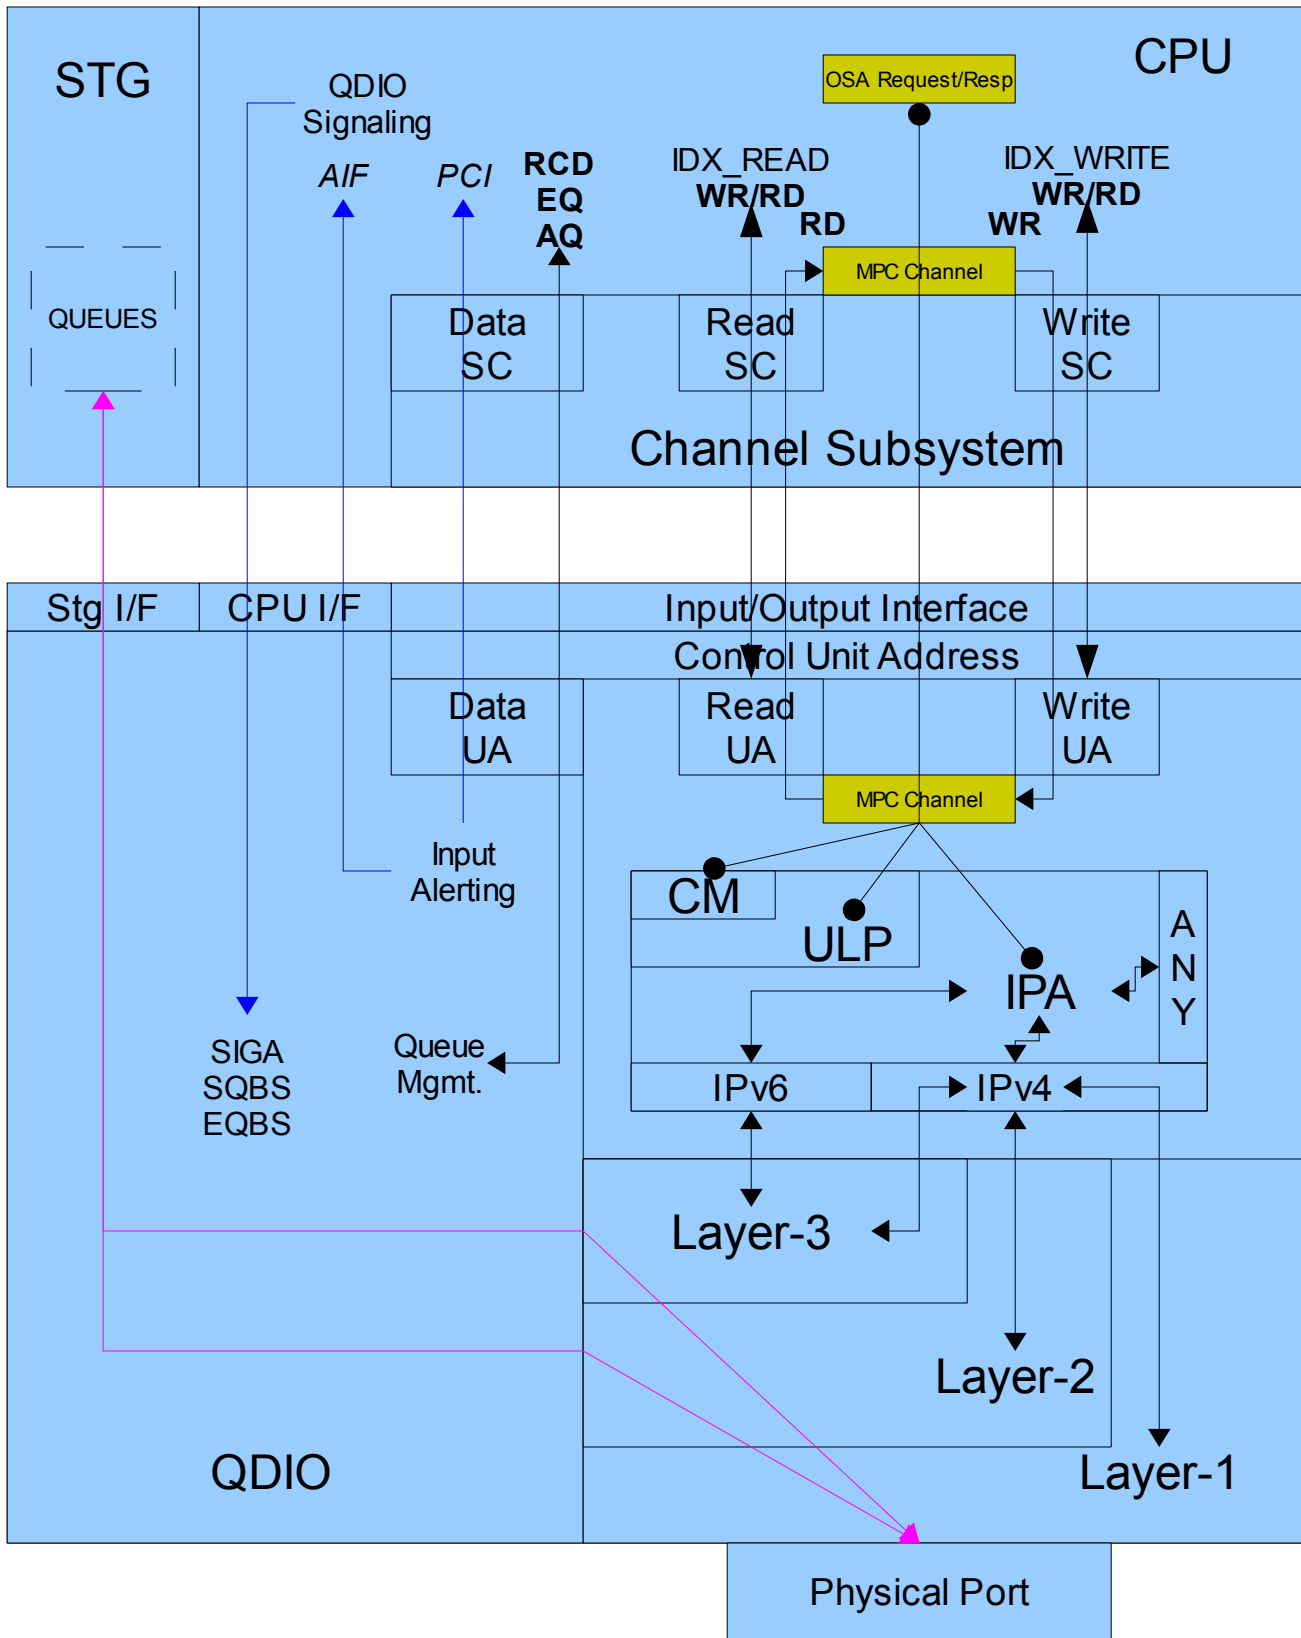 STG
CPU
QDIO
Signaling
OSA Request/Resp
AIF
PCI
RCD
EQ
AQ
IDX_READ
WR/RD
IDX_WRITE
WR/RD
RD
WR
MPC Channel
QUEUES
Data
SC
Read
SC
Write
SC
Channel Subsystem
Stg I/F
CPU I/F
Input/Output Interface
Control Unit Address
Data
UA
Read
UA
Write
UA
MPC Channel
Input
Alerting
CM
ULP
IPA
A
N
Y
SIGA
SQBS
EQBS
Queue
Mgmt.
IPv6
IPv4
Layer-3
Layer-2
Layer-1
QDIO
Physical Port